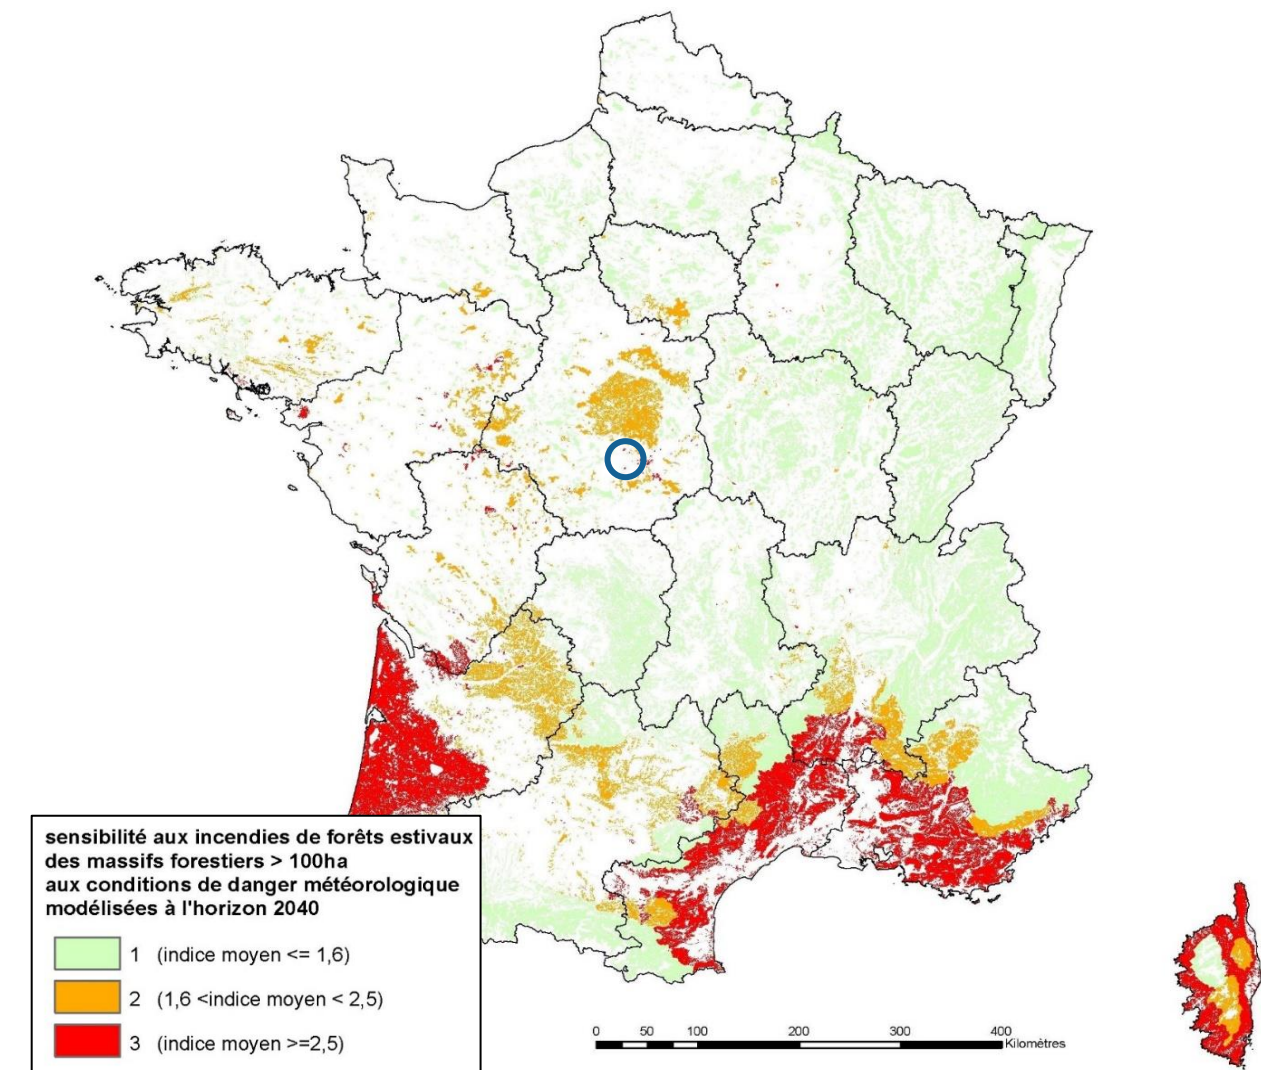 sensibilité aux incendies de forêts estivaux
des massifs forestiers > 100ha
aux conditions de danger météorologique
modélisées à l'horizon 2040
1 (indice moyen <= 1,6)
2 (1,6 <indice moyen < 2,5)
3 (indice moyen >=2,5)
0 50 100 200 300 400
Kilomètres